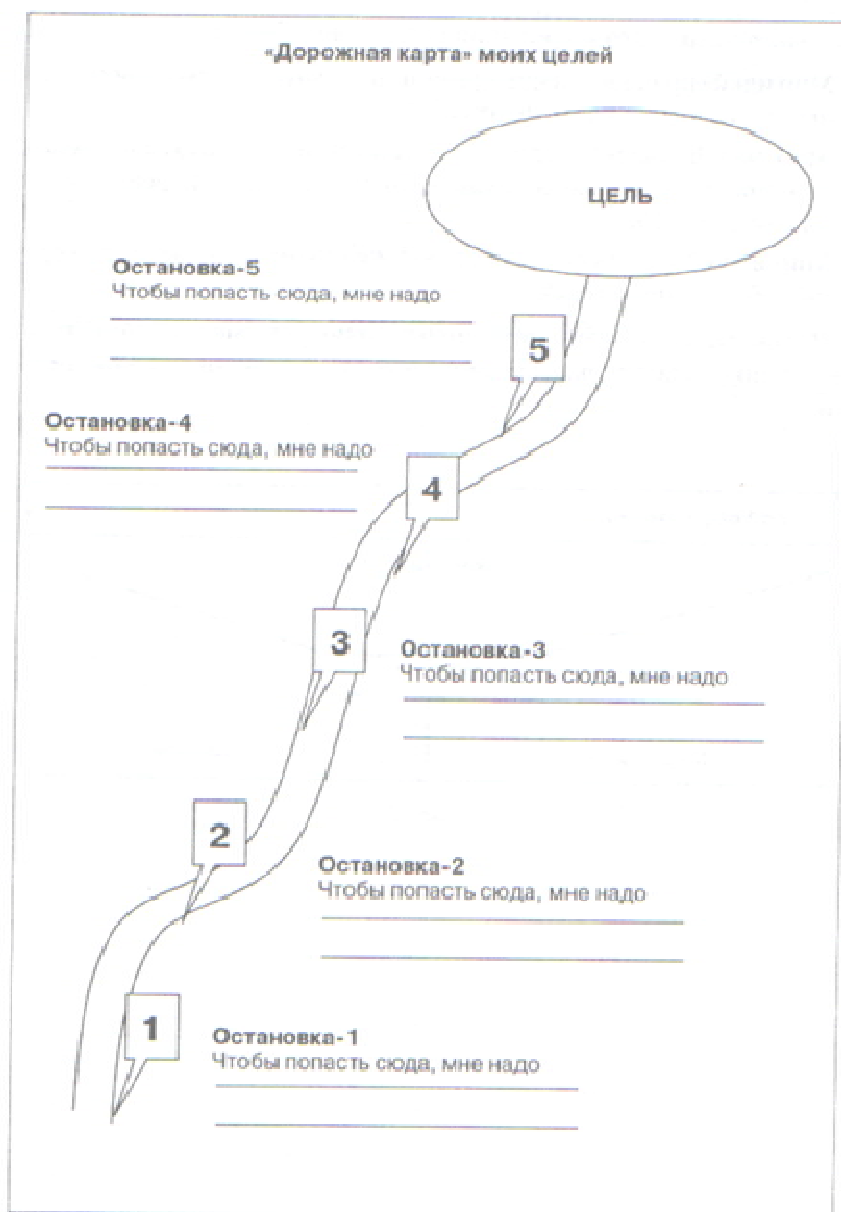 «Дорожная карта» моих целей
ЦЕЛЬ
Остановка-5
Чтобы попасть сюда, мне надо
5
Остановка-4
Чтобы попасть сюда, мне надо
4
3
Остановка-3
Чтобы попасть сюда, мне надо
2
Остановка-2
Чтобы попасть сюда, мне надо
1
Остановка-1
Чтобы попасть сюда, мне надо